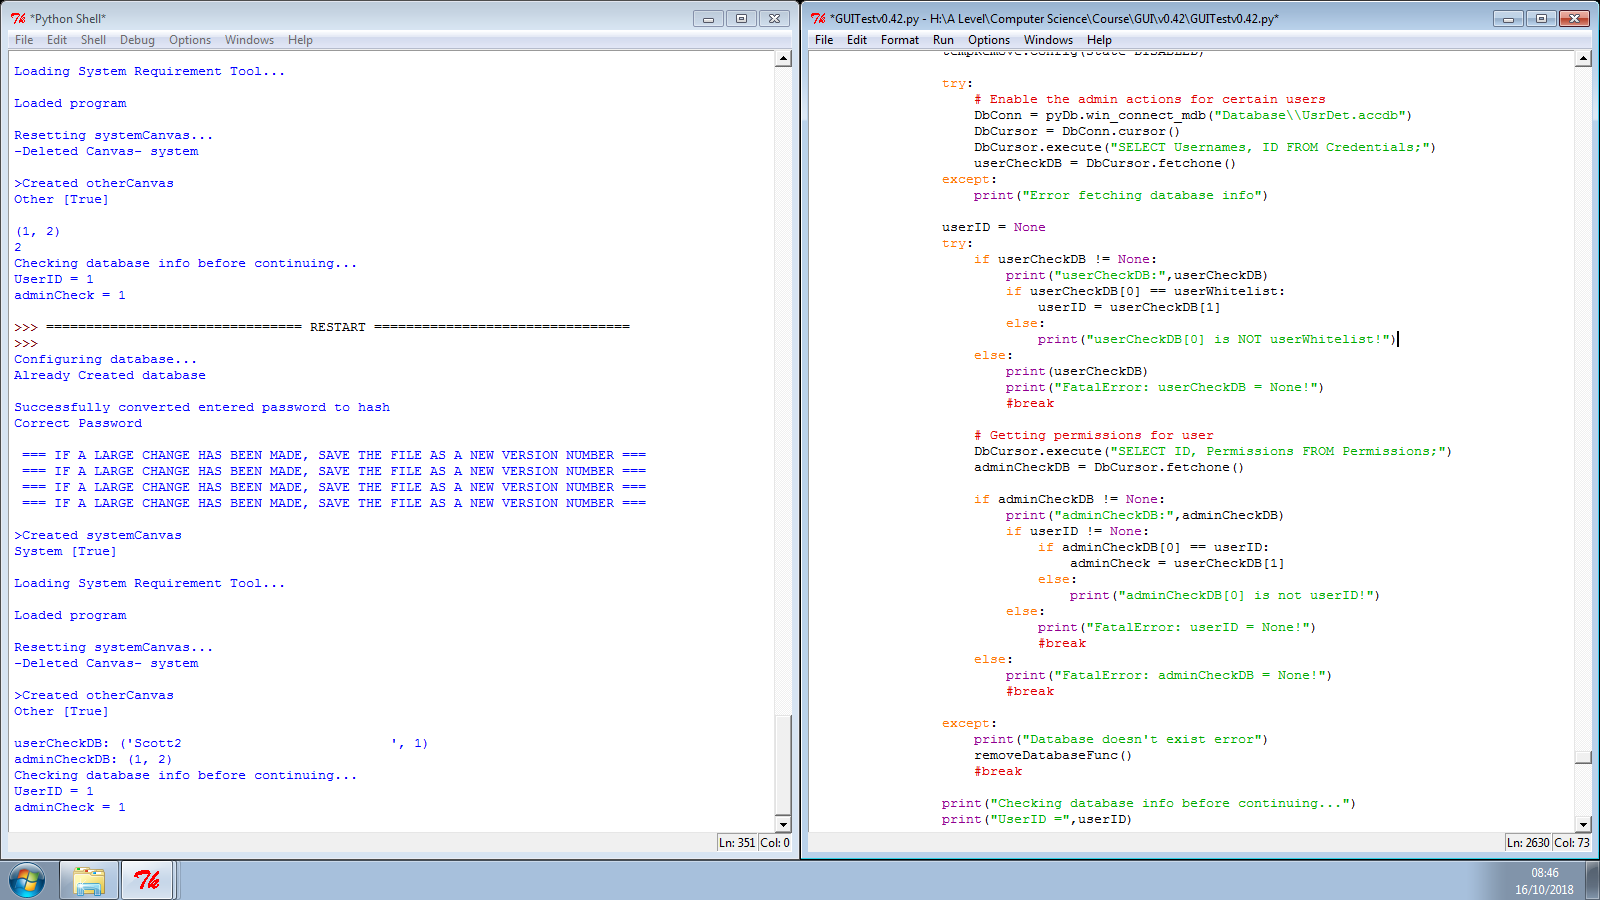 *Python Shell*
File Edit Shell Debug Options Windows Help
Loading System Requirement Tool...
Loaded program
Resetting systemCanvas...
-Deleted Canvas- system
>Created otherCanvas
Other [True]
(1, 2)
2
Checking database info before continuing...
UserID = 1
adminCheck = 1
>>> ================================ RESTART ================================
>>>
Configuring database...
Already Created database
Successfully converted entered password to hash
Correct Password
=== IF A LARGE CHANGE HAS BEEN MADE, SAVE THE FILE AS A NEW VERSION NUMBER ===
=== IF A LARGE CHANGE HAS BEEN MADE, SAVE THE FILE AS A NEW VERSION NUMBER ===
=== IF A LARGE CHANGE HAS BEEN MADE, SAVE THE FILE AS A NEW VERSION NUMBER ===
=== IF A LARGE CHANGE HAS BEEN MADE, SAVE THE FILE AS A NEW VERSION NUMBER ===
>Created systemCanvas
System [True]
Loading System Requirement Tool...
Loaded program
Resetting systemCanvas...
-Deleted Canvas- system
>Created otherCanvas
Other [True]
userCheckDB: ('Scott2                          ', 1)
adminCheckDB: (1, 2)
Checking database info before continuing...
UserID = 1
adminCheck = 1
Ln: 351 Col: 0
*GUITestv0.42.py - H:\A Level\Computer Science\Course\GUI\v0.42\GUITestv0.42.py*
File Edit Format Run Options Windows Help
tempRemove.config(state=DISABLED)
try:
# Enable the admin actions for certain users
DbConn = pyDb.win_connect_mdb("Database\\UsrDet.accdb")
DbCursor = DbConn.cursor()
DbCursor.execute("SELECT Usernames, ID FROM Credentials;")
userCheckDB = DbCursor.fetchone()
except:
print("Error fetching database info")
userID = None
try:
if userCheckDB != None:
print("userCheckDB:",userCheckDB)
if userCheckDB[0] == userWhitelist:
userID = userCheckDB[1]
else:
print("userCheckDB[0] is NOT userWhitelist!")
else:
print(userCheckDB)
print("FatalError: userCheckDB = None!")
#break
# Getting permissions for user
DbCursor.execute("SELECT ID, Permissions FROM Permissions;")
adminCheckDB = DbCursor.fetchone()
if adminCheckDB != None:
print("adminCheckDB:",adminCheckDB)
if userID != None:
if adminCheckDB[0] == userID:
adminCheck = userCheckDB[1]
else:
print("adminCheckDB[0] is not userID!")
else:
print("FatalError: userID = None!")
#break
else:
print("FatalError: adminCheckDB = None!")
#break
except:
print("Database doesn't exist error")
removeDatabaseFunc()
#break
print("Checking database info before continuing...")
print("UserID =",userID)
Ln: 2630 Col: 73
08:46
16/10/2018